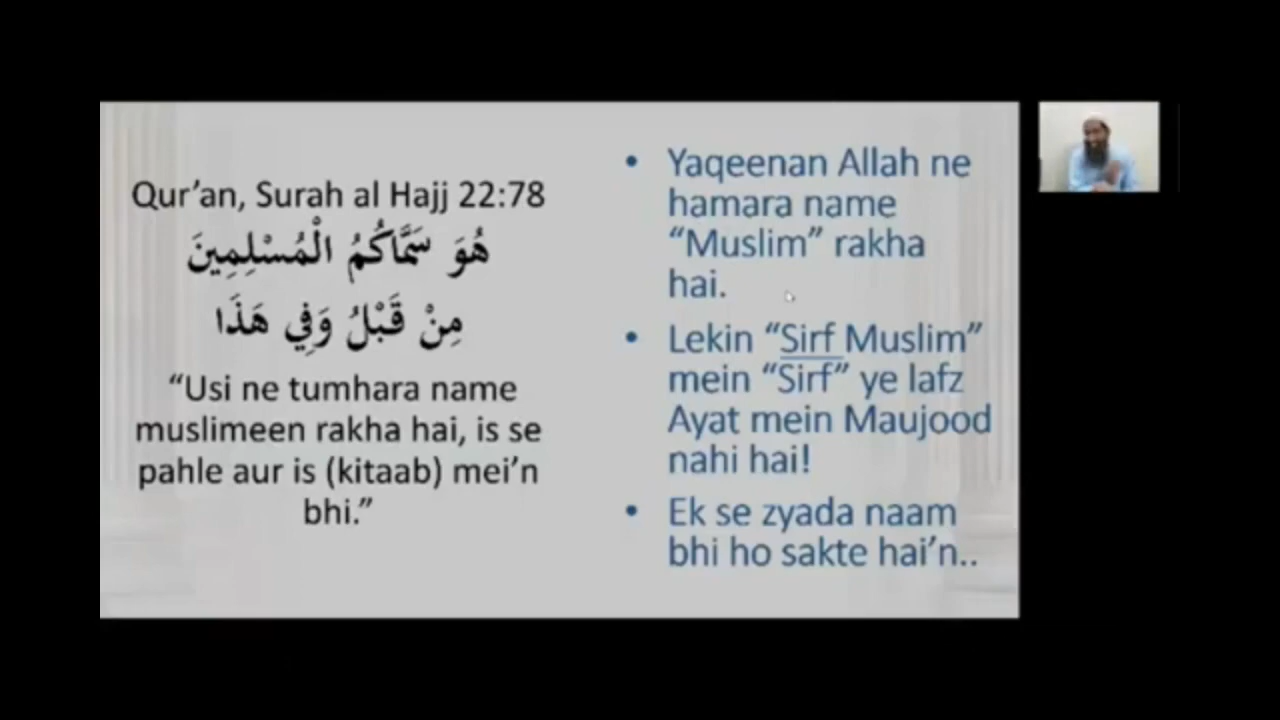 Qur’an, Surah al Hajj 22:78
هُوَ سَمَّاكُمُ الْمُسْلِمِينَ
مِنْ قَبْلُ وَفِي هَذَا
“Usi ne tumhara name
muslimeen rakha hai, is se
pahle aur is (kitaab) mei’n
bhi.”
• Yaqeenan Allah ne
hamara name
“Muslim” rakha
hai.
• Lekin “Sirf Muslim”
mein “Sirf” ye lafz
Ayat mein Maujood
nahi hai!
• Ek se zyada naam
bhi ho sakte hai’n..